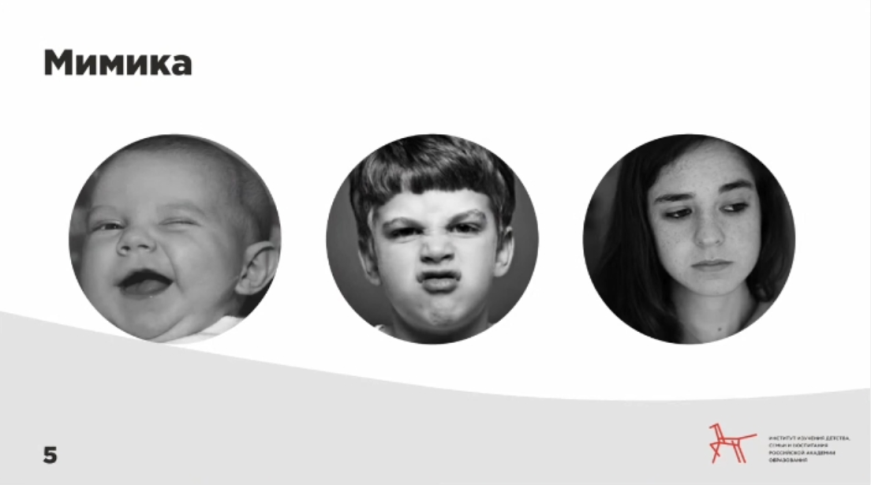 Мимика
5
ИНСТИТУТ ИЗУЧЕНИЯ ДЕТСТВА,
СЕМЬИ И ВОСПИТАНИЯ
РОССИЙСКОЙ АКАДЕМИИ
ОБРАЗОВАНИЯ